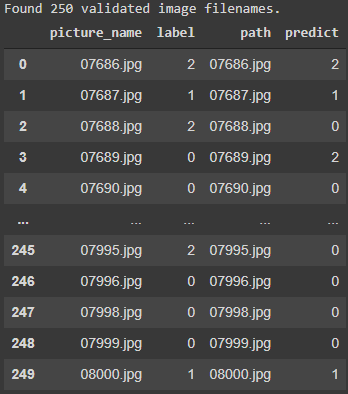 Found 250 validated image filenames.
picture_name label path predict
0 07686.jpg 2 07686.jpg 2
1 07687.jpg 1 07687.jpg 1
2 07688.jpg 2 07688.jpg 0
3 07689.jpg 0 07689.jpg 2
4 07690.jpg 0 07690.jpg 0
... ... ... ... ...
245 07995.jpg 2 07995.jpg 0
246 07996.jpg 0 07996.jpg 0
247 07998.jpg 0 07998.jpg 0
248 07999.jpg 0 07999.jpg 0
249 08000.jpg 1 08000.jpg 1